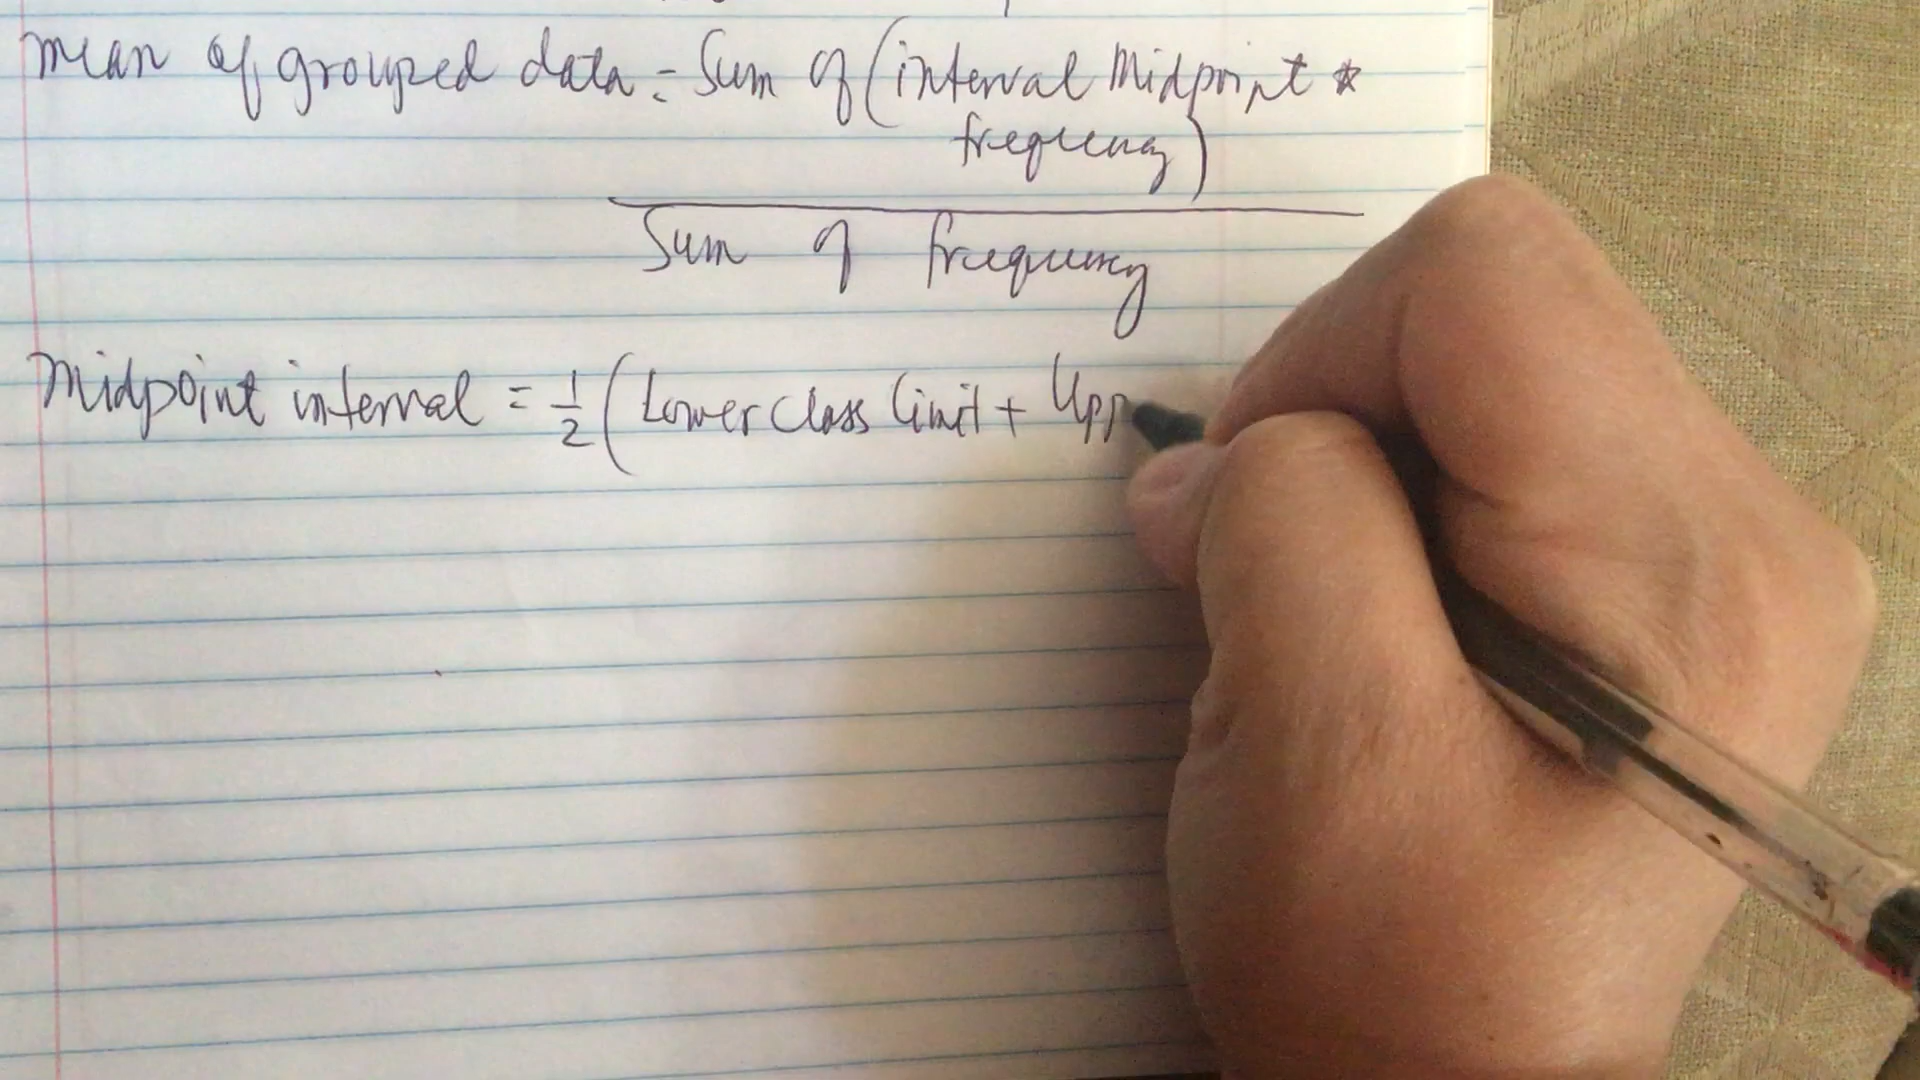 Mean of grouped data = Sum of (interval Midpoint *
frequency)
Sum of frequency
Midpoint interval = 1/2 (Lower class limit + Upp